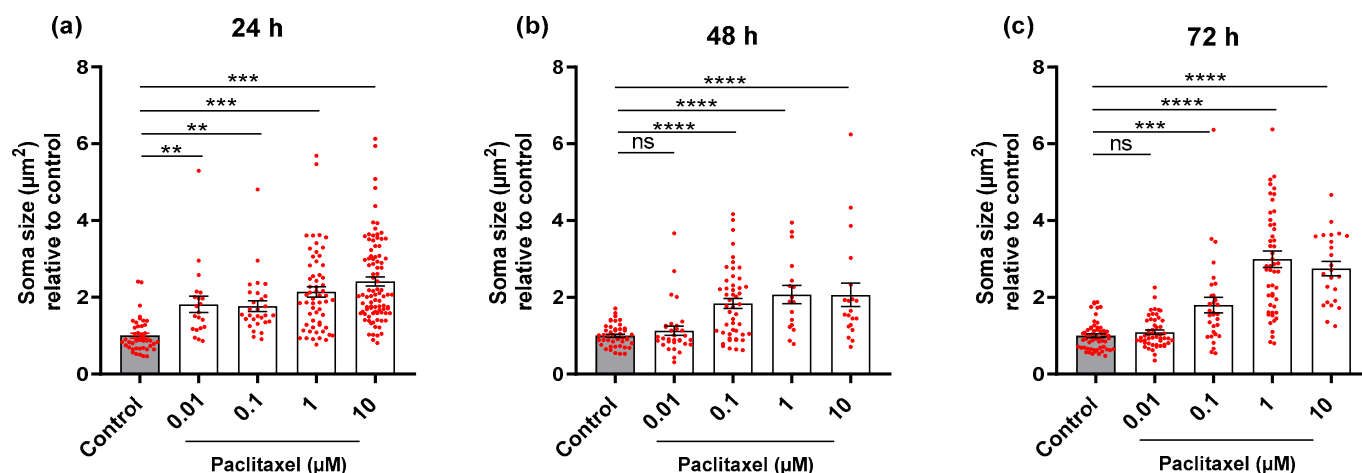 (a)
24 h
Soma size (µm²)
relative to control
8
6
4
2
0
***
***
**
**
Control
0.01
0.1
1
10
Paclitaxel (µM)
(b)
48 h
Soma size (µm²)
relative to control
8
6
4
2
0
****
****
****
ns
Control
0.01
0.1
1
10
Paclitaxel (µM)
(c)
72 h
Soma size (µm²)
relative to control
8
6
4
2
0
****
****
***
ns
Control
0.01
0.1
1
10
Paclitaxel (µM)